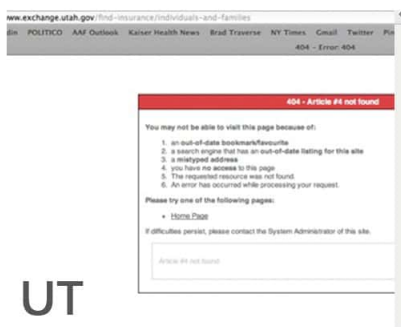 www.exchange.utah.gov/find-insurance/individuals-and-families
din POLITICO AAF Outlook Kaiser Health News Brad Traverse NY Times Gmail Twitter Pin
404 - Error: 404
404 - Article #4 not found
You may not be able to visit this page because of:
1. an out-of-date bookmark/favourite
2. a search engine that has an out-of-date listing for this site
3. a mistyped address
4. you have no access to this page
5. The requested resource was not found.
6. An error has occurred while processing your request.
Please try one of the following pages:
• Home Page
If difficulties persist, please contact the System Administrator of this site.
Article #4 not found
UT